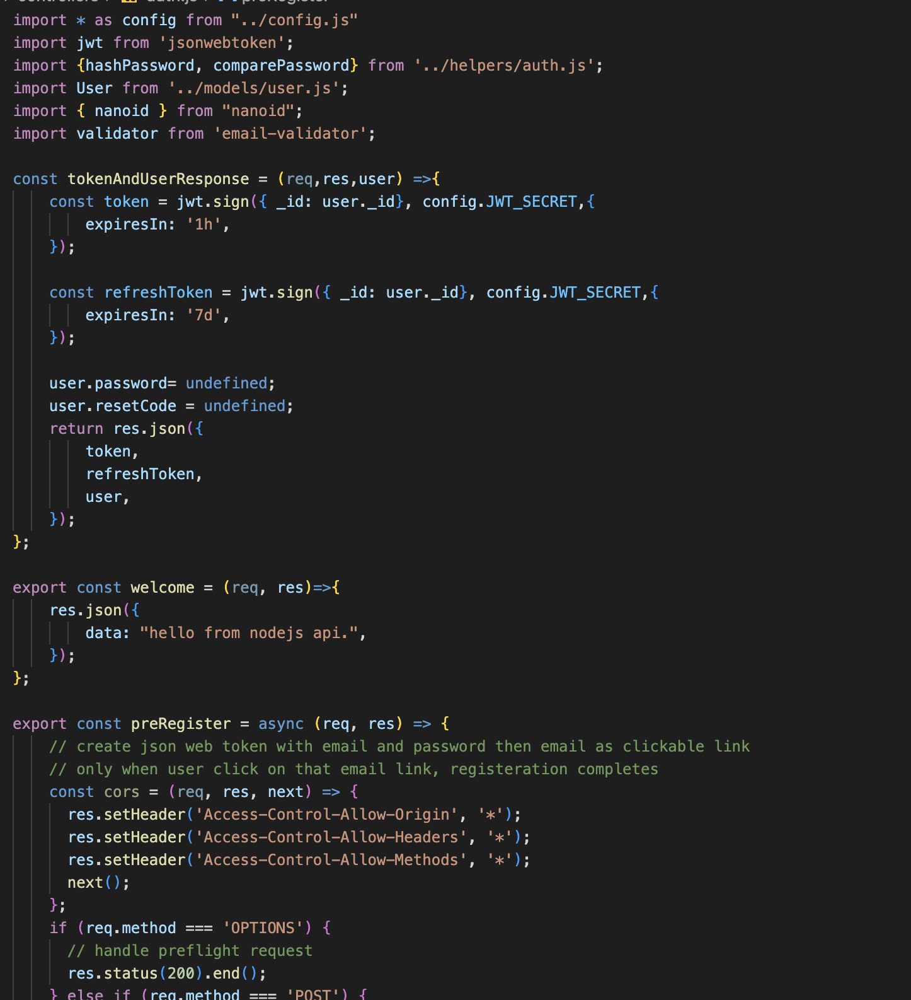 import * as config from "../config.js"
import jwt from 'jsonwebtoken';
import {hashPassword, comparePassword} from '../helpers/auth.js';
import User from '../models/user.js';
import { nanoid } from "nanoid";
import validator from 'email-validator';

const tokenAndUserResponse = (req,res,user) =>{
    const token = jwt.sign({ _id: user._id}, config.JWT_SECRET,{
        expiresIn: '1h',
    });

    const refreshToken = jwt.sign({ _id: user._id}, config.JWT_SECRET,{
        expiresIn: '7d',
    });

    user.password= undefined;
    user.resetCode = undefined;
    return res.json({
        token,
        refreshToken,
        user,
    });
};

export const welcome = (req, res)=>{
    res.json({
        data: "hello from nodejs api.",
    });
};

export const preRegister = async (req, res) => {
    // create json web token with email and password then email as clickable link
    // only when user click on that email link, registeration completes
    const cors = (req, res, next) => {
      res.setHeader('Access-Control-Allow-Origin', '*');
      res.setHeader('Access-Control-Allow-Headers', '*');
      res.setHeader('Access-Control-Allow-Methods', '*');
      next();
    };
    if (req.method === 'OPTIONS') {
      // handle preflight request
      res.status(200).end();
    } else if (req.method === 'POST') {